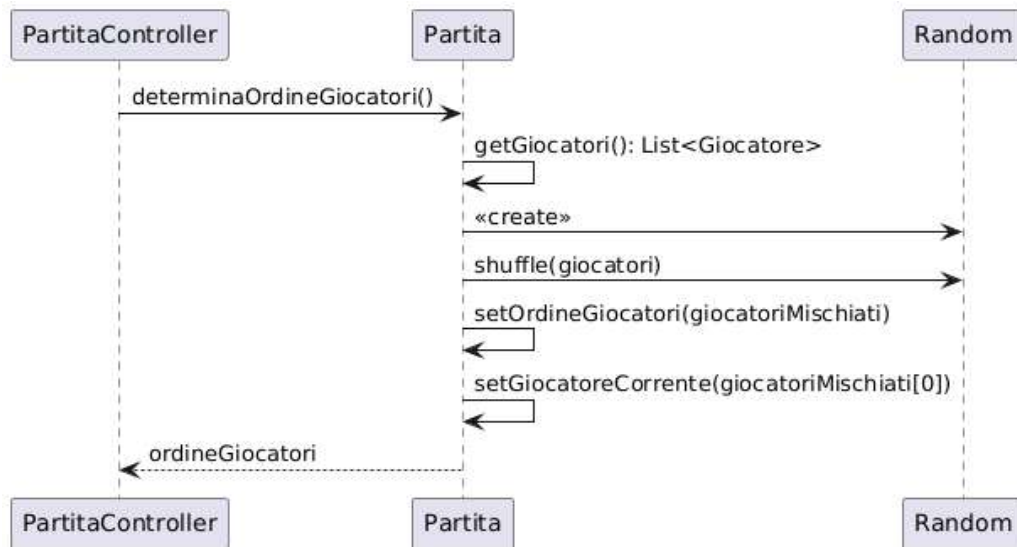 PartitaController Partita Random
determinaOrdineGiocatori()
getGiocatori(): List<Giocatore>
«create»
shuffle(giocatori)
setOrdineGiocatori(giocatoriMischiati)
setGiocatoreCorrente(giocatoriMischiati[0])
ordineGiocatori
PartitaController Partita Random